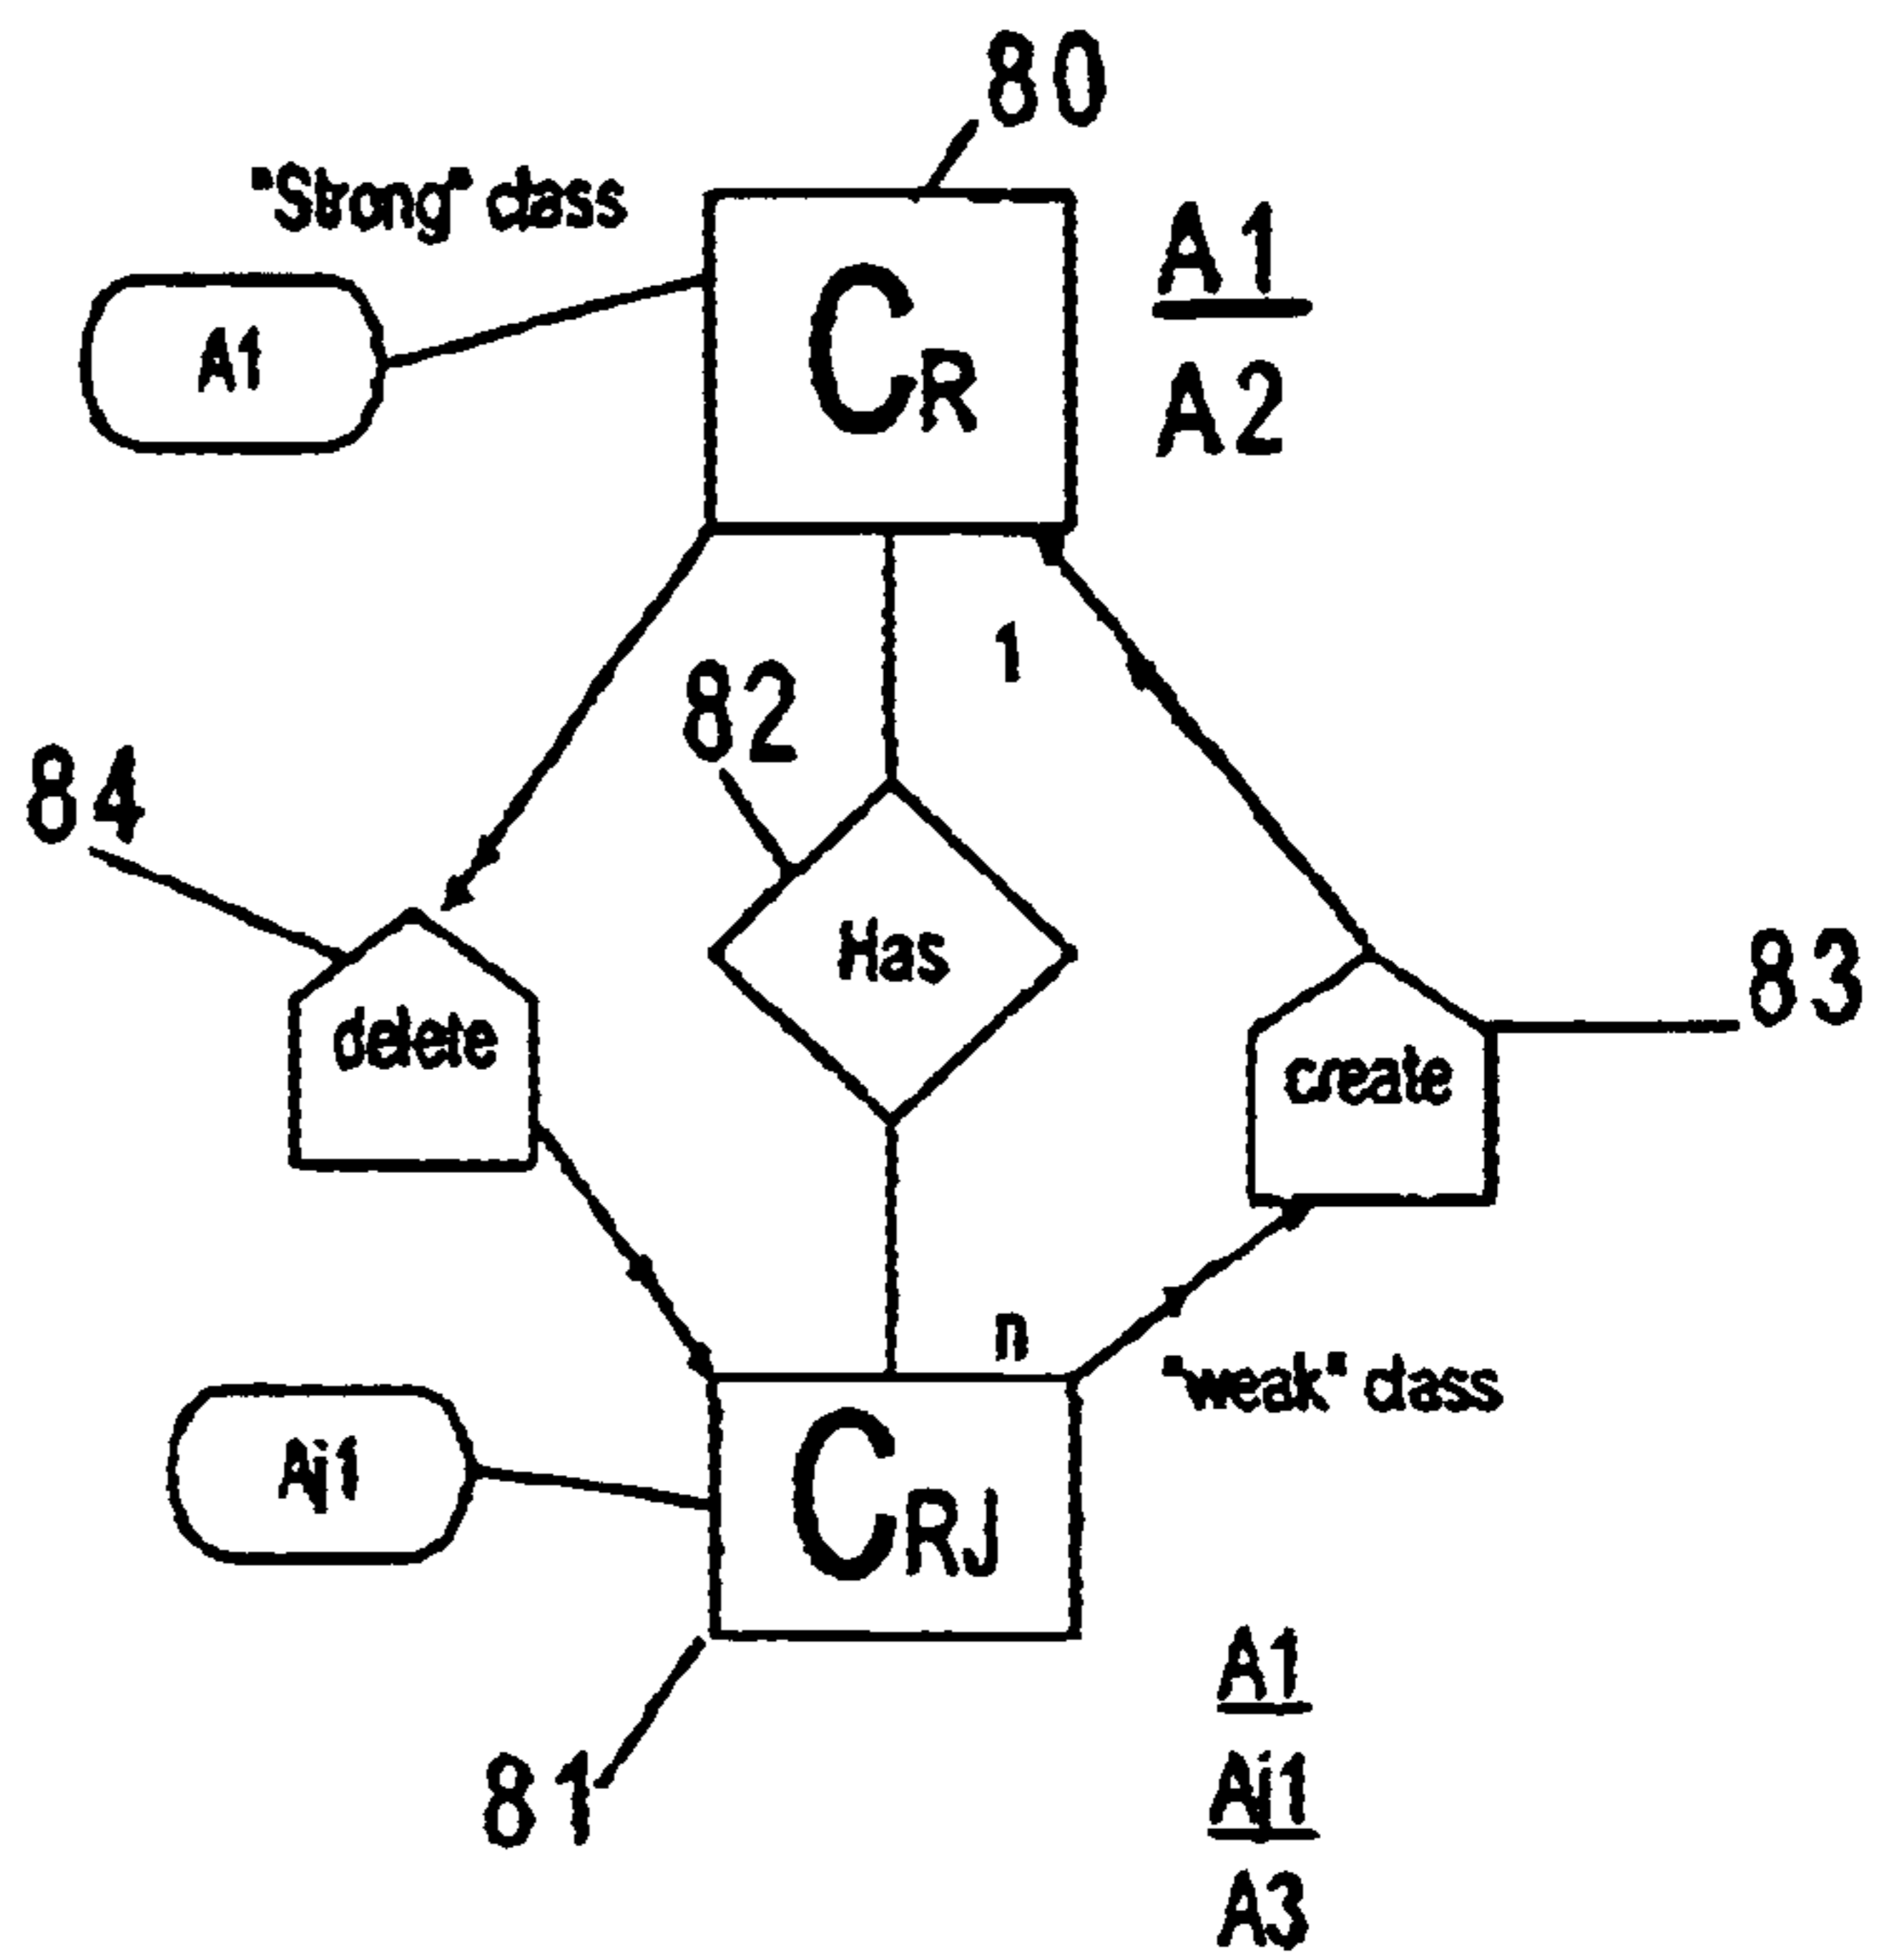 80
"Strong" class
A1
CR
A1
A2
1
82
84
Has
83
delete
create
n
"weak" class
Aj1
CRJ
A1
Aj1
A3
81